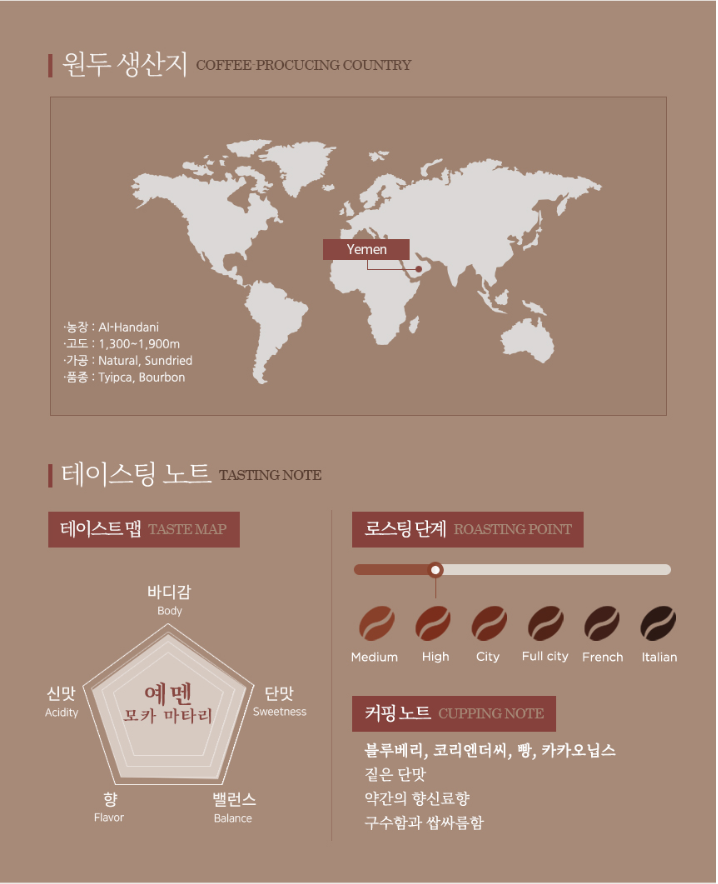 원두 생산지 COFFEE-PROCUCING COUNTRY
Yemen
·농장 : Al-Handani
·고도 : 1,300~1,900m
·가공 : Natural, Sundried
·품종 : Tyipca, Bourbon
테이스팅 노트 TASTING NOTE
테이스트 맵 TASTE MAP
바디감
Body
신맛
Acidity
단맛
Sweetness
예멘
모카 마타리
향
Flavor
밸런스
Balance
로스팅 단계 ROASTING POINT
Medium High City Full city French Italian
커핑 노트 CUPPING NOTE
블루베리, 코리엔더씨, 빵, 카카오닙스
짙은 단맛
약간의 향신료향
구수함과 쌉싸름함